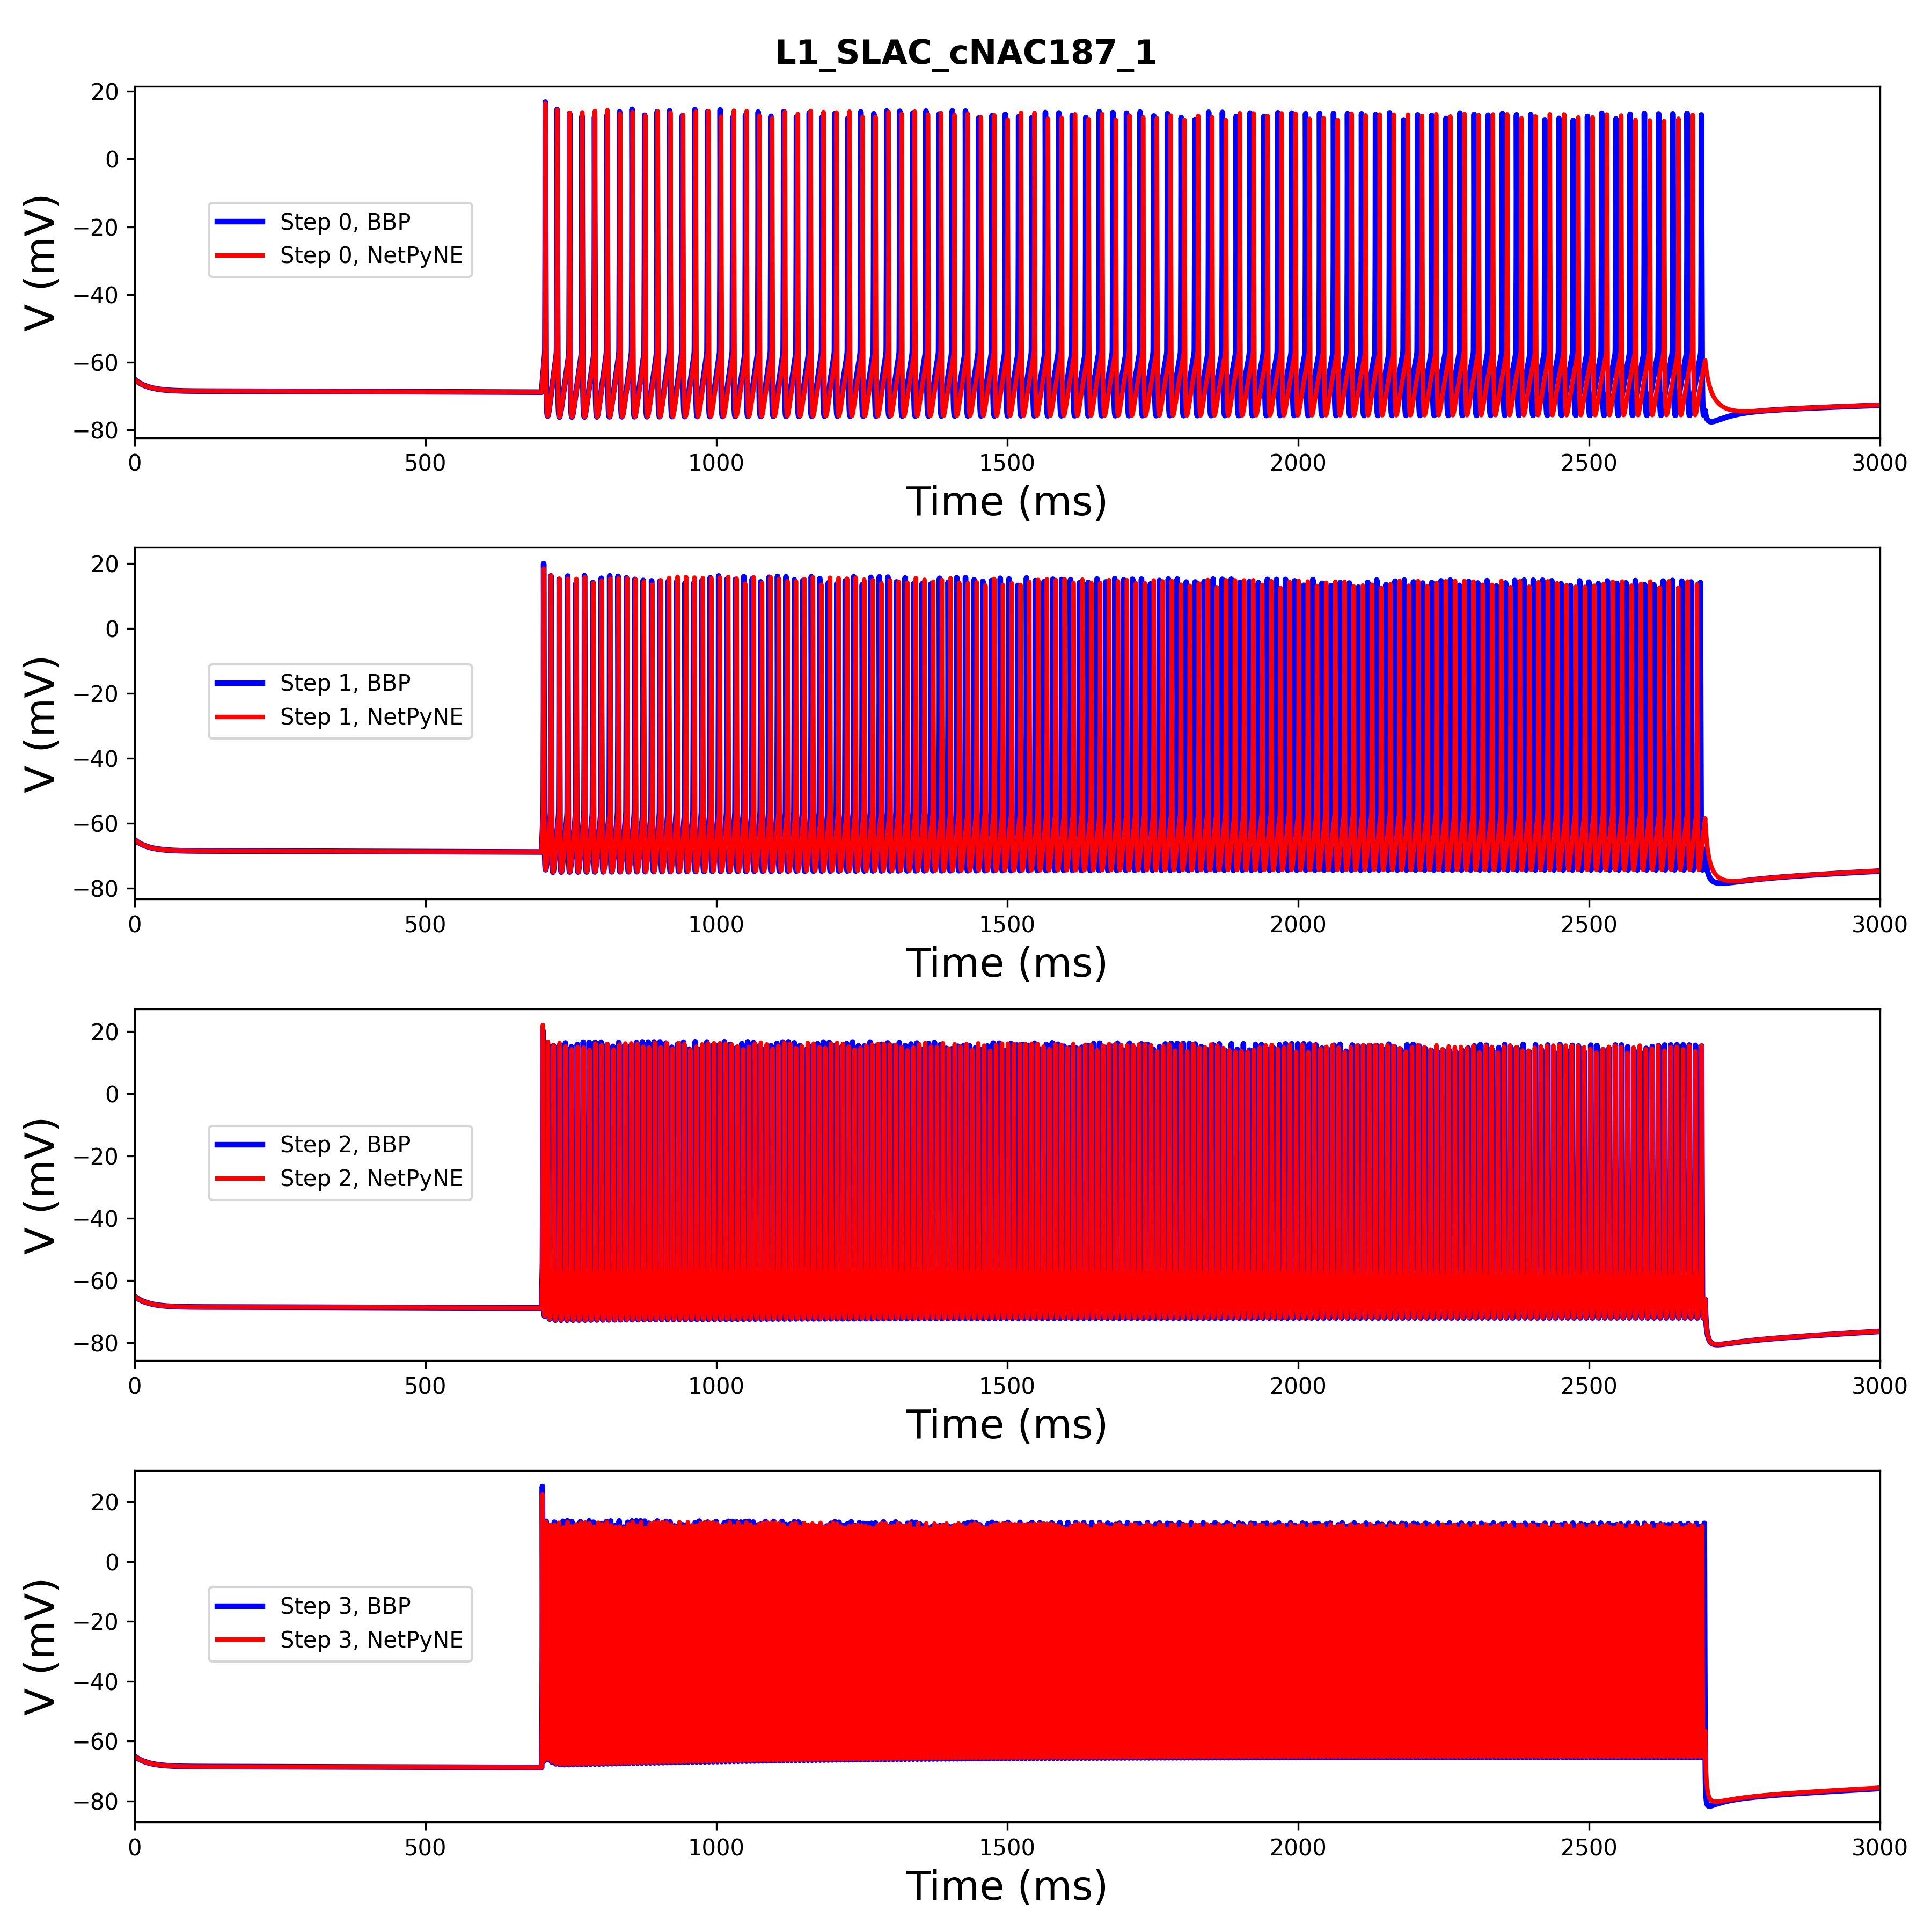 L1_SLAC_cNAC187_1
20
0
−20
−40
−60
−80
V (mV)
Step 0, BBP
Step 0, NetPyNE
0 500 1000 1500 2000 2500 3000
Time (ms)
20
0
−20
−40
−60
−80
V (mV)
Step 1, BBP
Step 1, NetPyNE
0 500 1000 1500 2000 2500 3000
Time (ms)
20
0
−20
−40
−60
−80
V (mV)
Step 2, BBP
Step 2, NetPyNE
0 500 1000 1500 2000 2500 3000
Time (ms)
20
0
−20
−40
−60
−80
V (mV)
Step 3, BBP
Step 3, NetPyNE
0 500 1000 1500 2000 2500 3000
Time (ms)